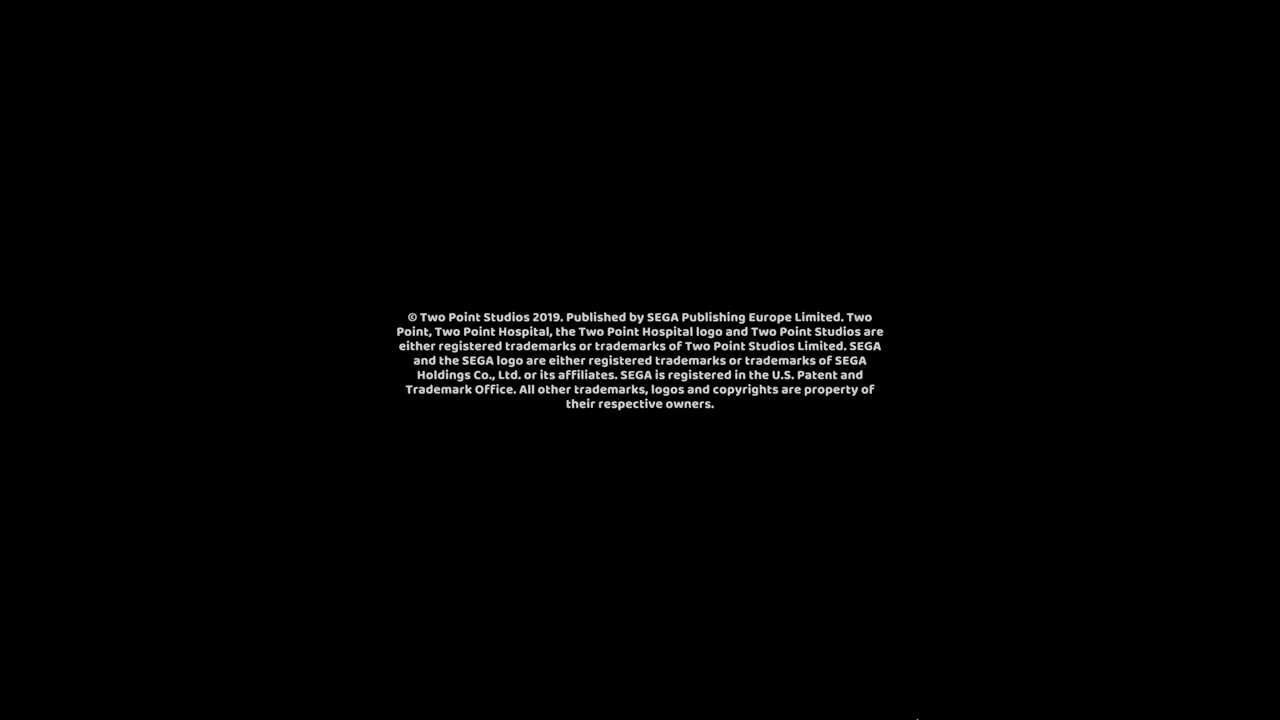 © Two Point Studios 2019. Published by SEGA Publishing Europe Limited. Two
Point, Two Point Hospital, the Two Point Hospital logo and Two Point Studios are
either registered trademarks or trademarks of Two Point Studios Limited. SEGA
and the SEGA logo are either registered trademarks or trademarks of SEGA
Holdings Co., Ltd. or its affiliates. SEGA is registered in the U.S. Patent and
Trademark Office. All other trademarks, logos and copyrights are property of
their respective owners.